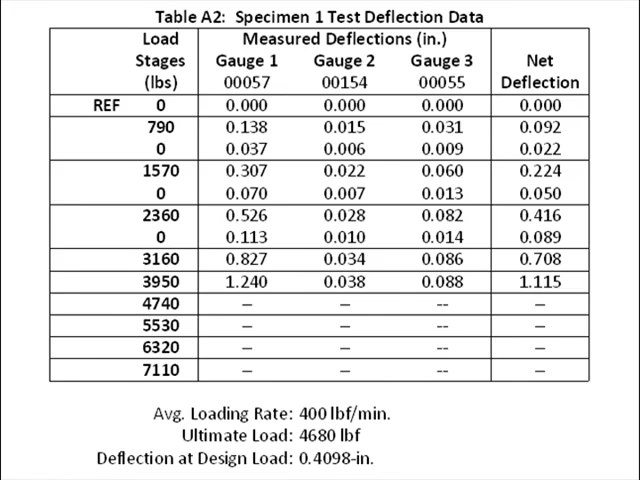 Table A2: Specimen 1 Test Deflection Data
Load Measured Deflections (in.)
Stages Gauge 1 Gauge 2 Gauge 3 Net
(lbs) 00057 00154 00055 Deflection
REF 0 0.000 0.000 0.000 0.000
790 0.138 0.015 0.031 0.092
0 0.037 0.006 0.009 0.022
1570 0.307 0.022 0.060 0.224
0 0.070 0.007 0.013 0.050
2360 0.526 0.028 0.082 0.416
0 0.113 0.010 0.014 0.089
3160 0.827 0.034 0.086 0.708
3950 1.240 0.038 0.088 1.115
4740 – – -- –
5530 – – -- –
6320 – – -- –
7110 – – -- –
Avg. Loading Rate: 400 lbf/min.
Ultimate Load: 4680 lbf
Deflection at Design Load: 0.4098-in.